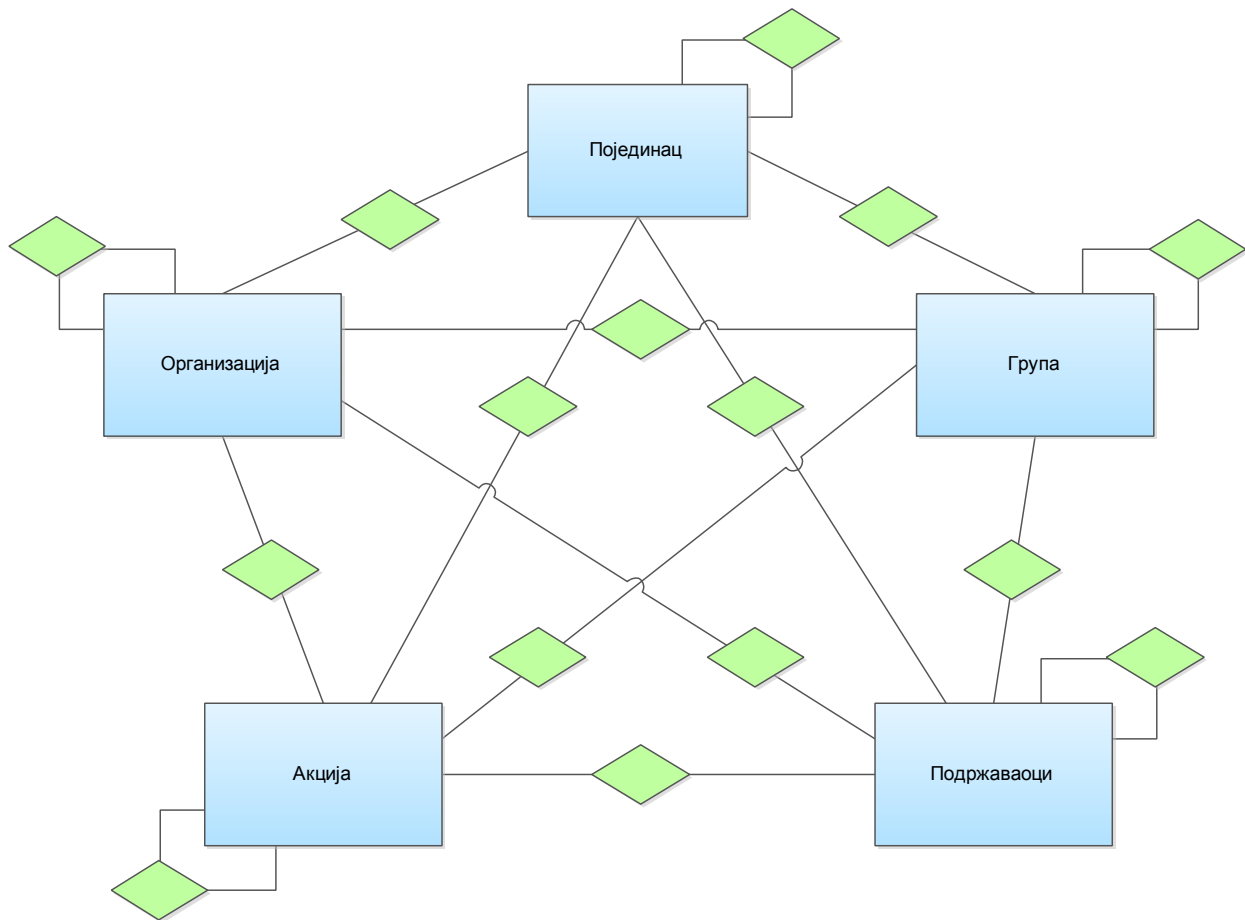 Појединац
Организација
Група
Акција
Подржаваоци